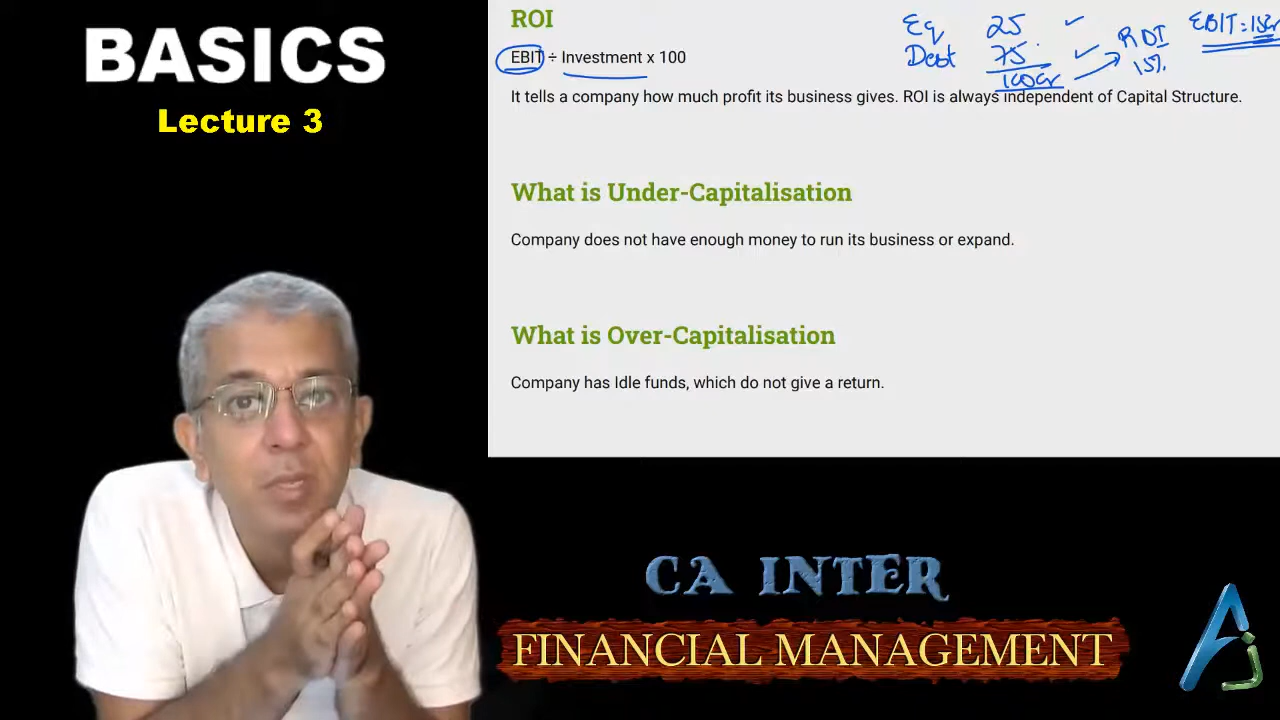 BASICS
Lecture 3
ROI
EBIT ÷ Investment x 100
Eq 25
Debt 75
100cr
ROI
15%
EBIT = 15cr
It tells a company how much profit its business gives. ROI is always independent of Capital Structure.
What is Under-Capitalisation
Company does not have enough money to run its business or expand.
What is Over-Capitalisation
Company has Idle funds, which do not give a return.
CA INTER
FINANCIAL MANAGEMENT
AJ